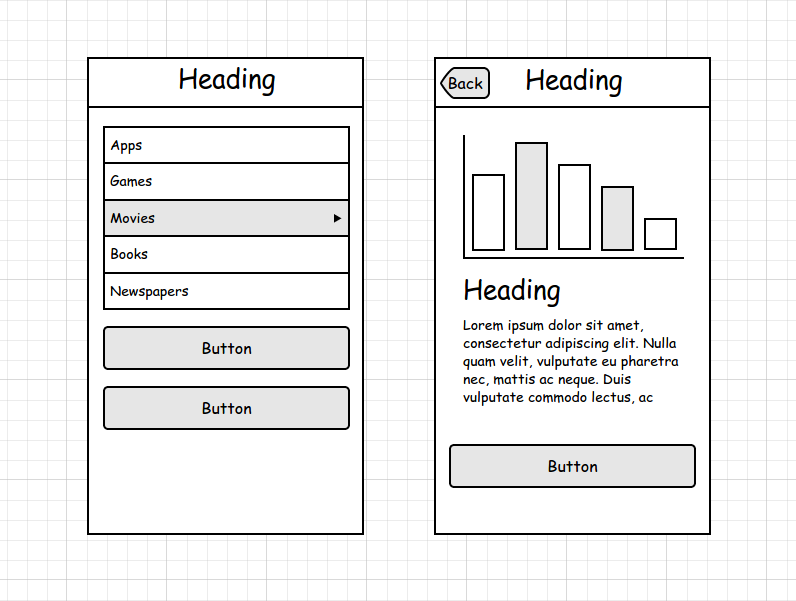 Heading
Apps
Games
Movies
Books
Newspapers
Button
Button
Back
Heading
Heading
Lorem ipsum dolor sit amet,
consectetur adipiscing elit. Nulla
quam velit, vulputate eu pharetra
nec, mattis ac neque. Duis
vulputate commodo lectus, ac
Button